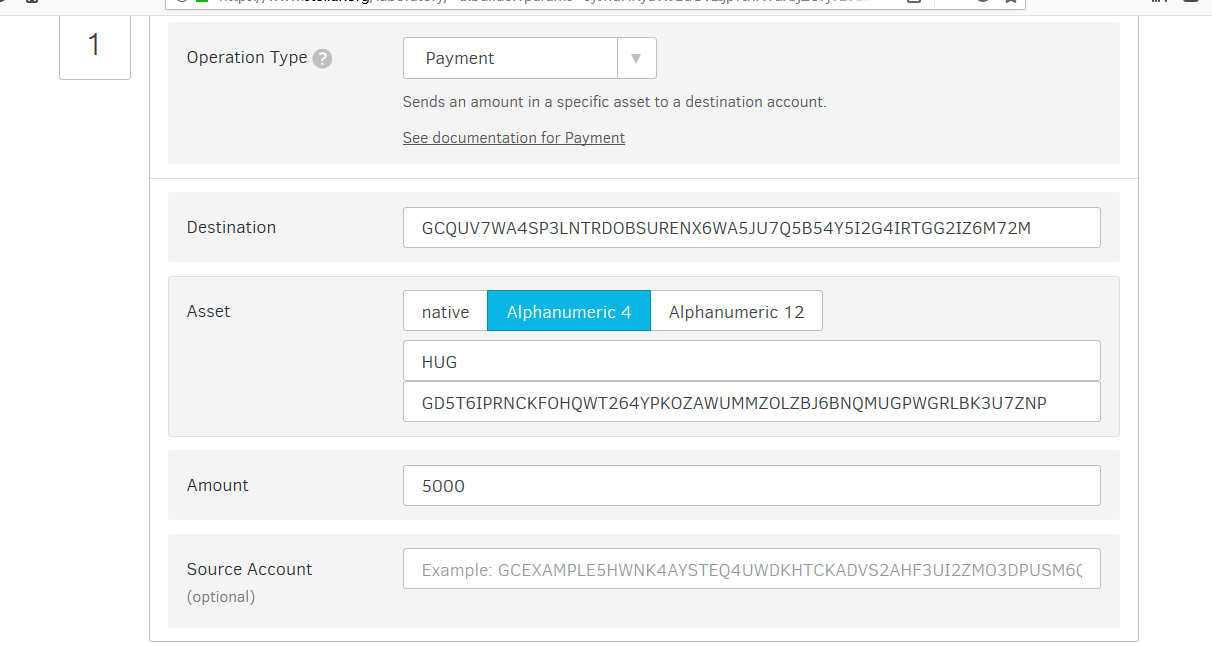 1
Operation Type ?
Payment
Sends an amount in a specific asset to a destination account.
See documentation for Payment
Destination
GCQUV7WA4SP3LNTRDOBSURENX6WA5JU7Q5B54Y5I2G4IRTGG2IZ6M72M
Asset
native Alphanumeric 4 Alphanumeric 12
HUG
GD5T6IPRNCKFOHQWT264YPKOZAWUMMZOLZBJ6BNQMUGPWGRLBK3U7ZNP
Amount
5000
Source Account
(optional)
Example: GCEXAMPLE5HWNK4AYSTEQ4UWDKHTCKADVS2AHF3UI2ZMO3DPUSM6Q